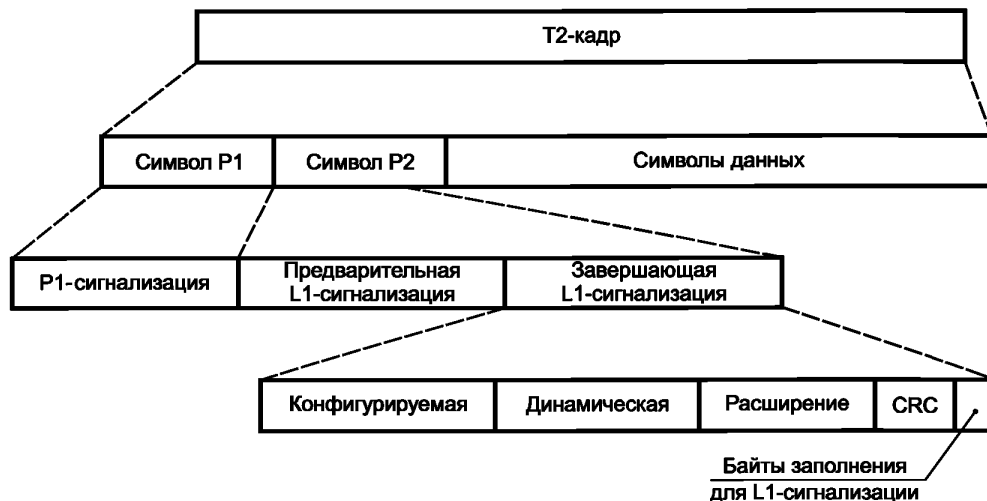 Т2-кадр
Символ P1
Символ P2
Символы данных
P1-сигнализация
Предварительная
L1-сигнализация
Завершающая
L1-сигнализация
Конфигурируемая
Динамическая
Расширение
CRC
Байты заполнения
для L1-сигнализации